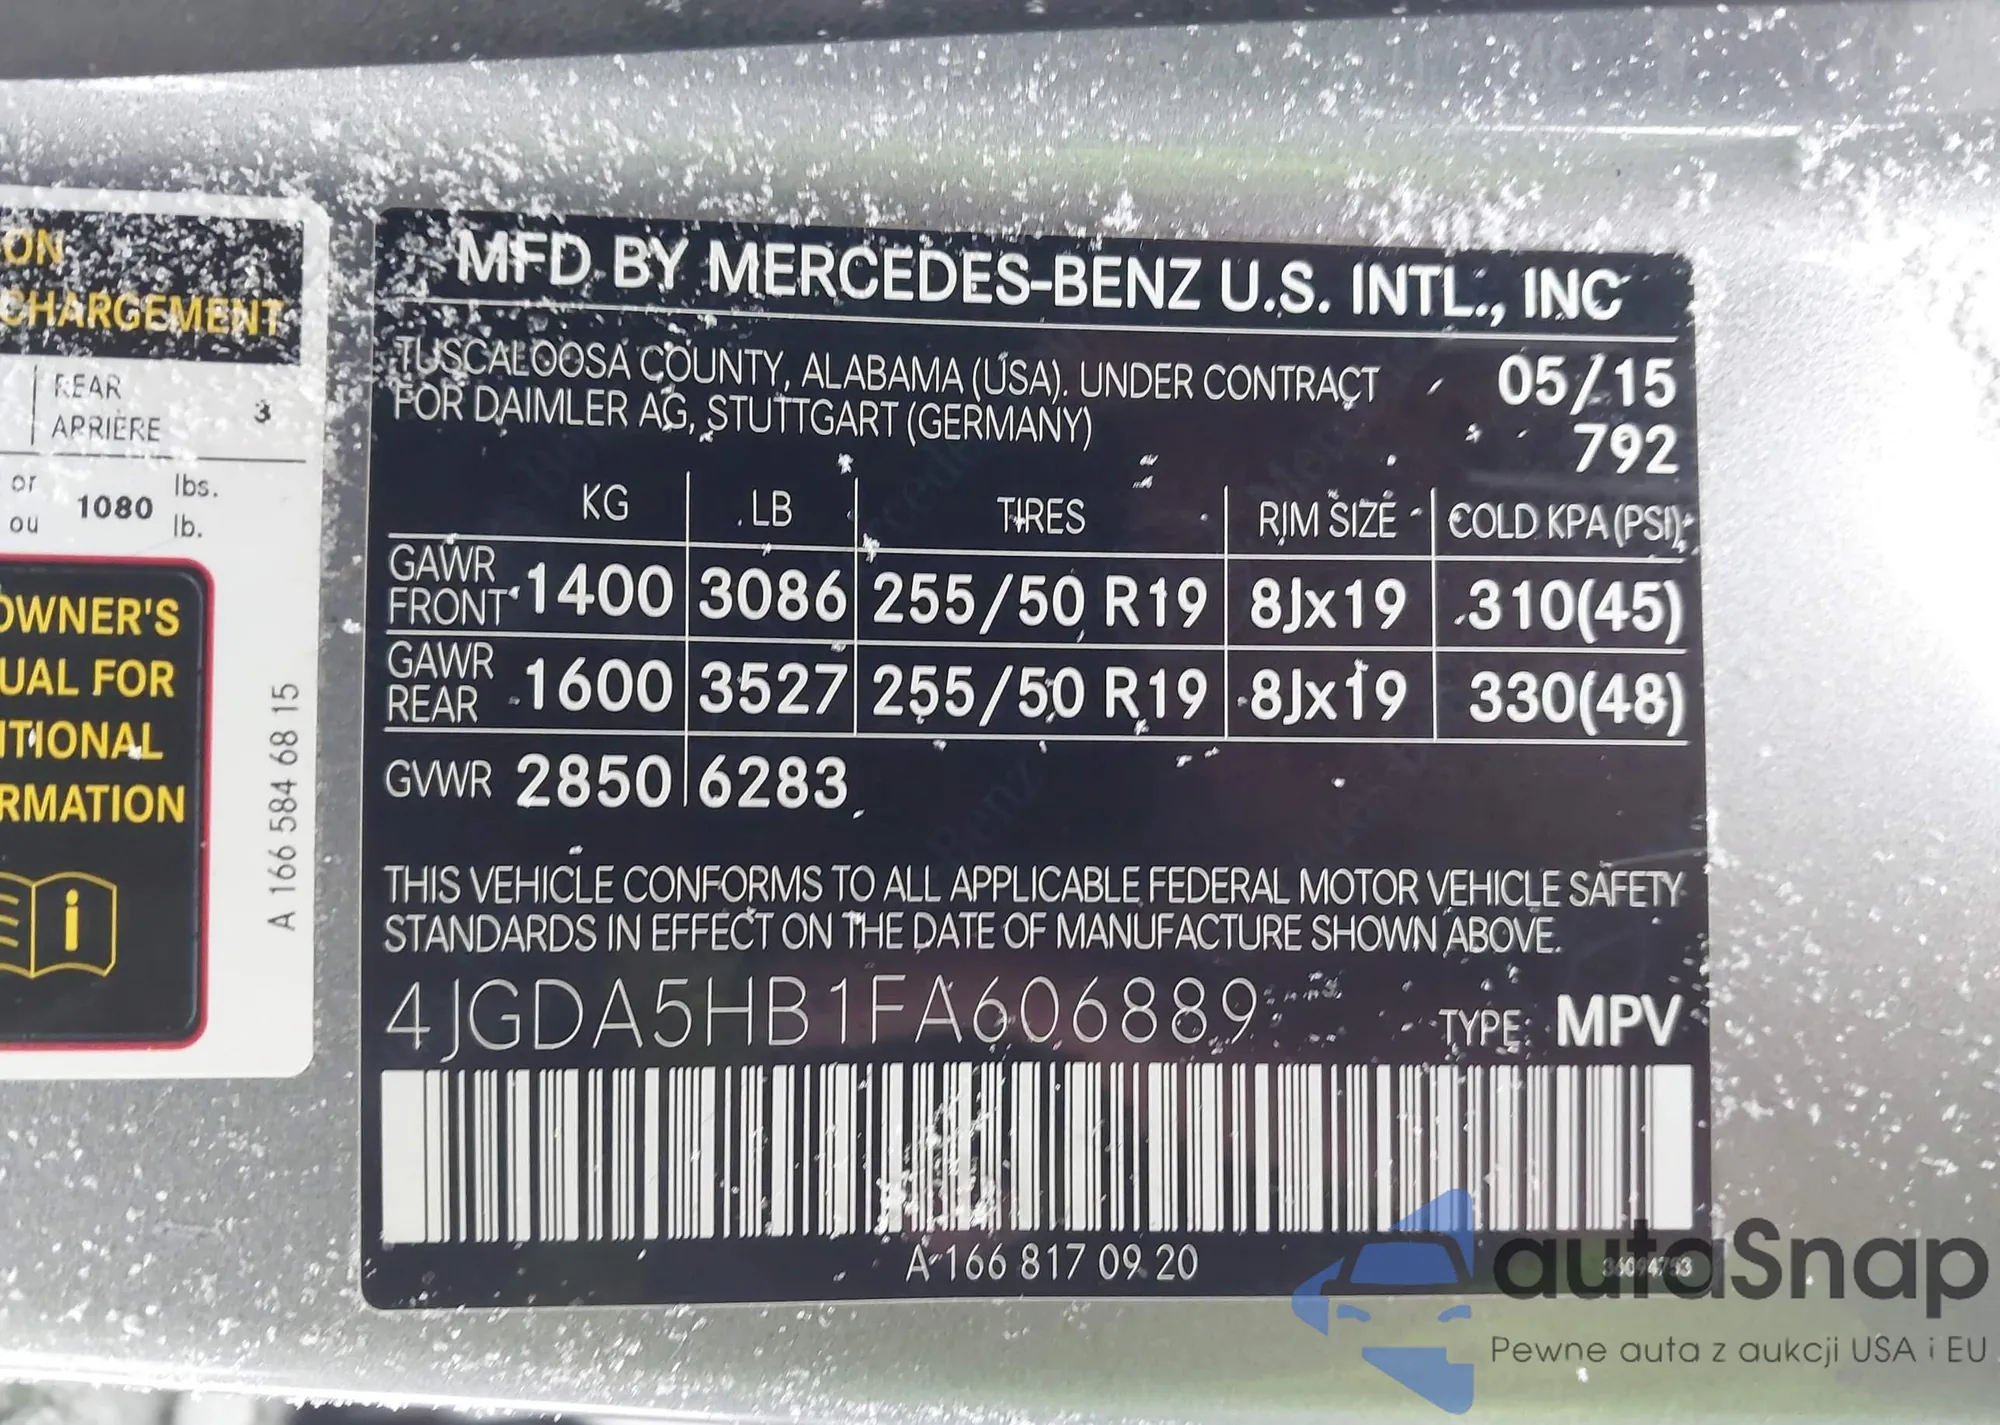 ON
CHARGEMENT
REAR
ARRIÈRE 3
or
ou
1080
lbs.
lb.
OWNER'S
UAL FOR
ITIONAL
RMATION
i
A 166 584 68 15
MFD BY MERCEDES-BENZ U.S. INTL., INC
TUSCALOOSA COUNTY, ALABAMA (USA). UNDER CONTRACT
FOR DAIMLER AG, STUTTGART (GERMANY)
05/15
792
KG LB TIRES RIM SIZE COLD KPA (PSI)
GAWR FRONT 1400 3086 255/50 R19 8Jx19 310(45)
GAWR REAR 1600 3527 255/50 R19 8Jx19 330(48)
GVWR 2850 6283
THIS VEHICLE CONFORMS TO ALL APPLICABLE FEDERAL MOTOR VEHICLE SAFETY
STANDARDS IN EFFECT ON THE DATE OF MANUFACTURE SHOWN ABOVE.
4JGDA5HB1FA606889 TYPE: MPV
A 166 817 09 20
autoSnap
Pewne auta z aukcji USA i EU